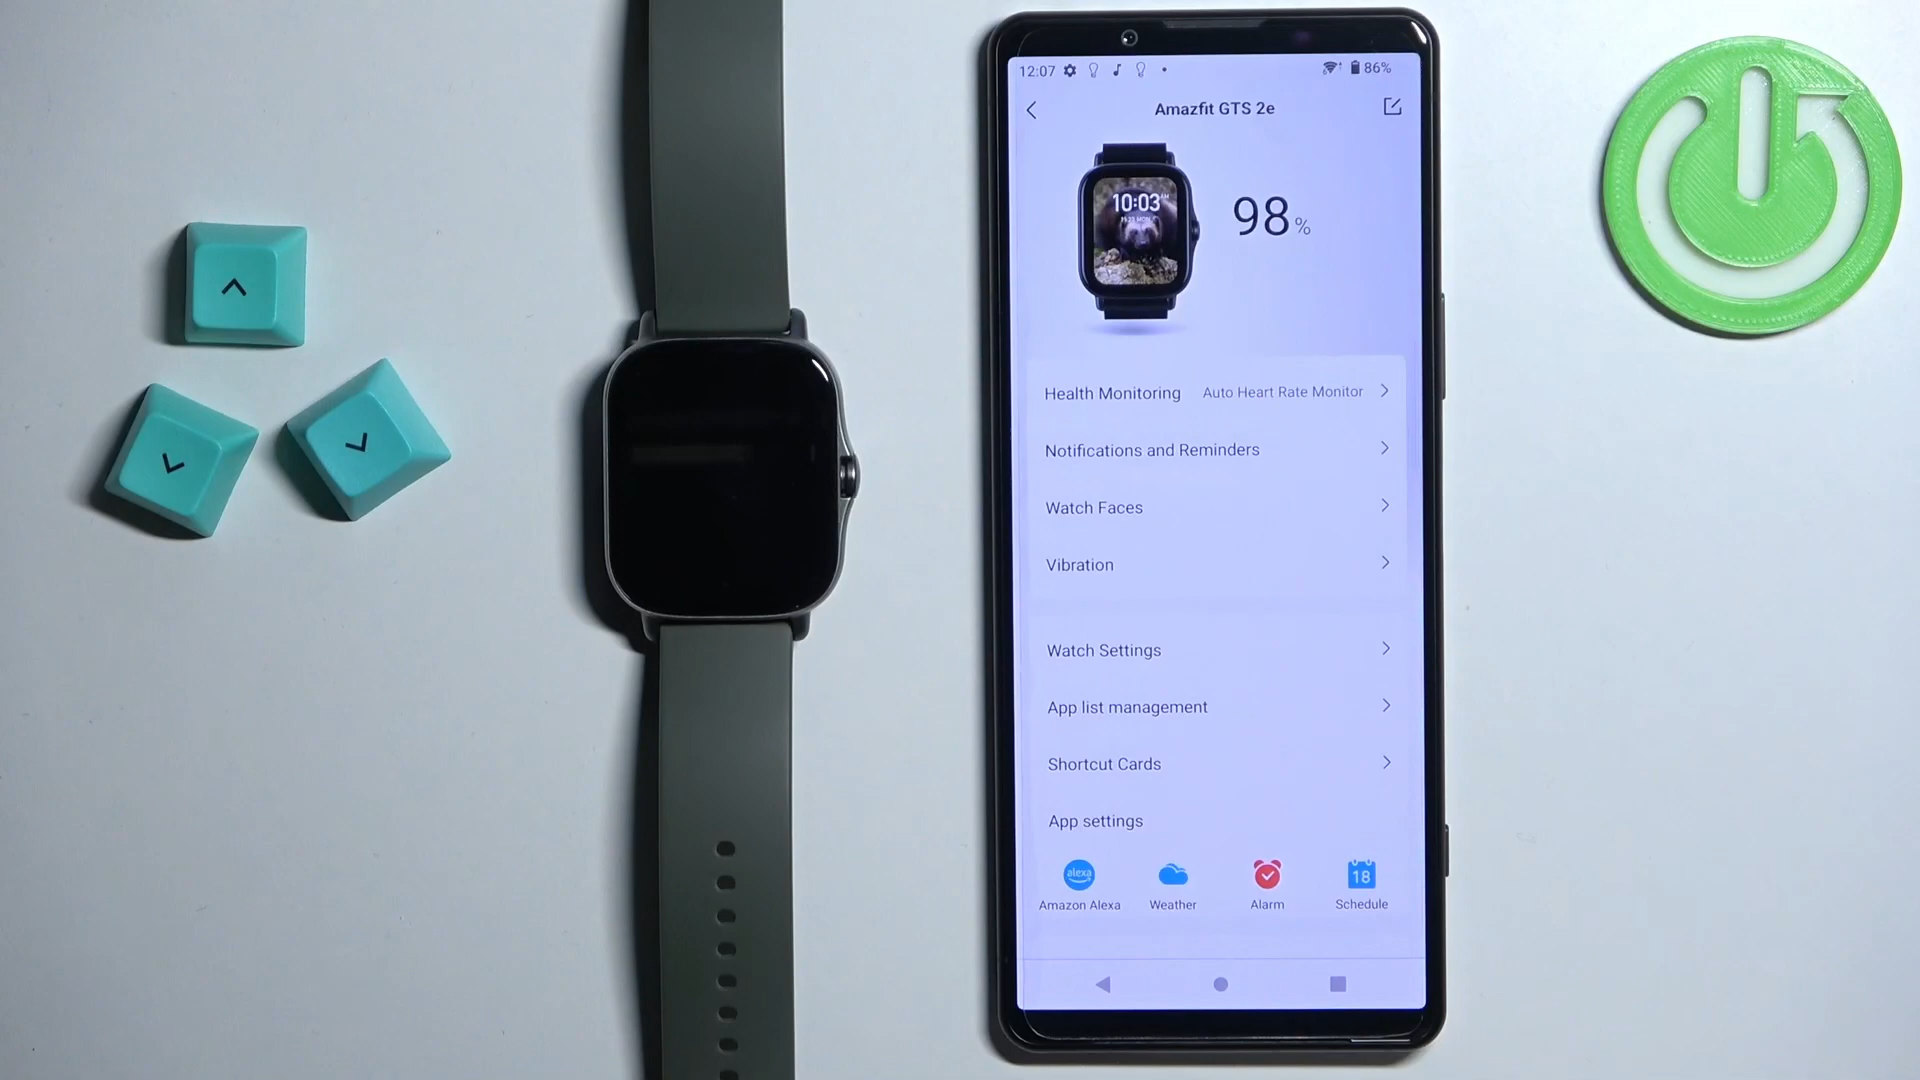 12:07
86%
Amazfit GTS 2e
10:03
98%
Health Monitoring Auto Heart Rate Monitor
Notifications and Reminders
Watch Faces
Vibration
Watch Settings
App list management
Shortcut Cards
App settings
alexa
18
Amazon Alexa Weather Alarm Schedule